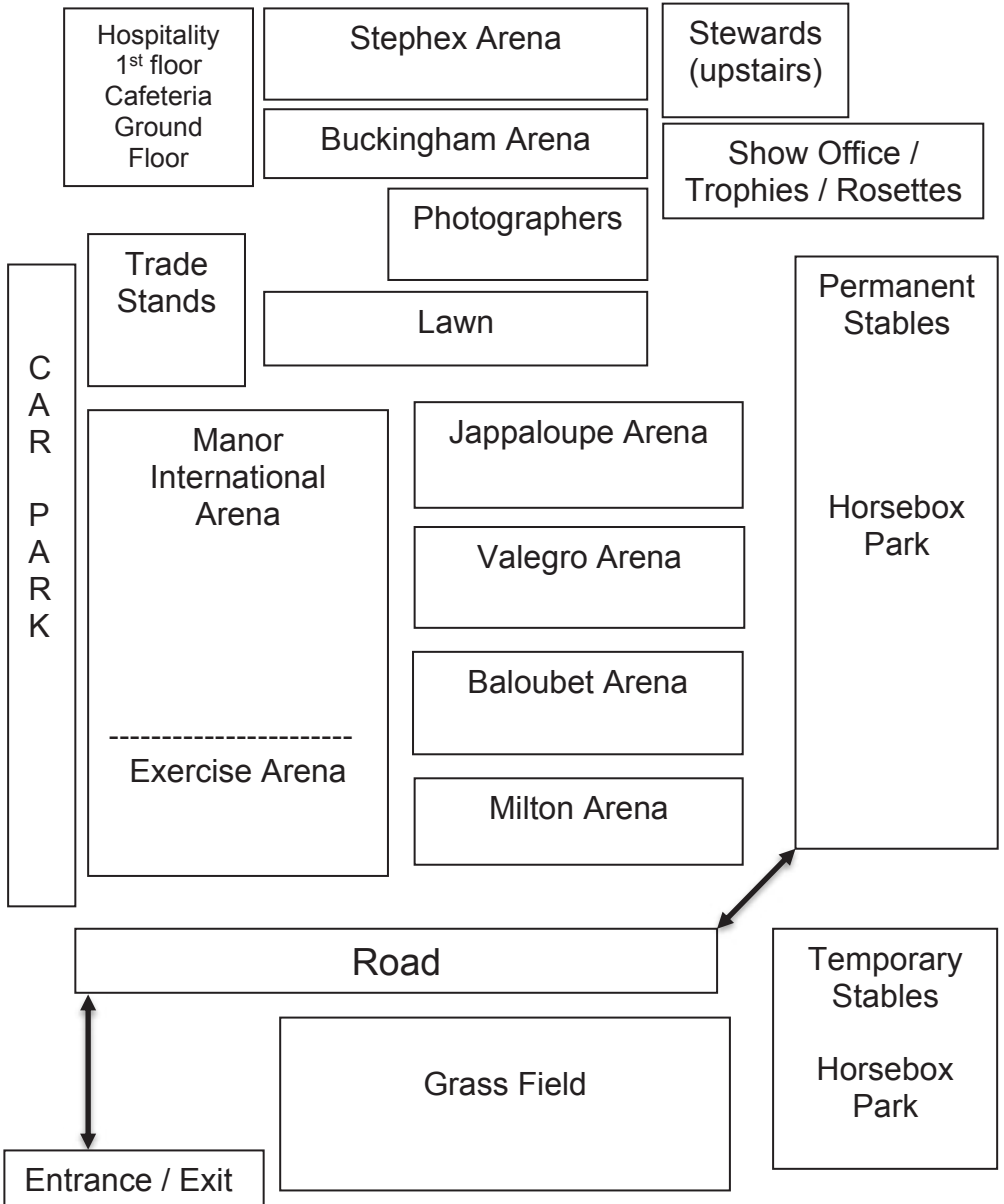 Hospitality
1st floor
Cafeteria
Ground
Floor
Stephex Arena
Stewards
(upstairs)
Buckingham Arena
Show Office /
Trophies / Rosettes
Photographers
Trade
Stands
Lawn
Permanent
Stables
Horsebox
Park
C
A
R
P
A
R
K
Manor
International
Arena
-----------------------
Exercise Arena
Jappaloupe Arena
Valegro Arena
Baloubet Arena
Milton Arena
Road
Temporary
Stables
Horsebox
Park
Grass Field
Entrance / Exit